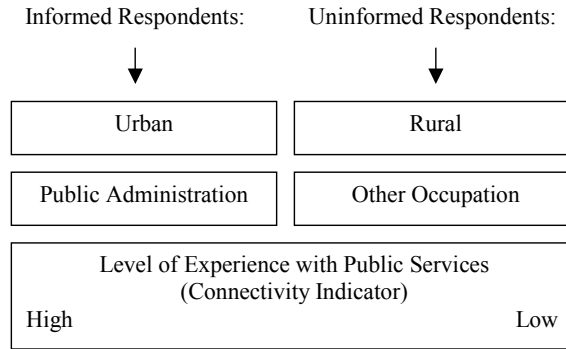 Informed Respondents: Uninformed Respondents:
Urban Rural
Public Administration Other Occupation
Level of Experience with Public Services
(Connectivity Indicator)
High Low